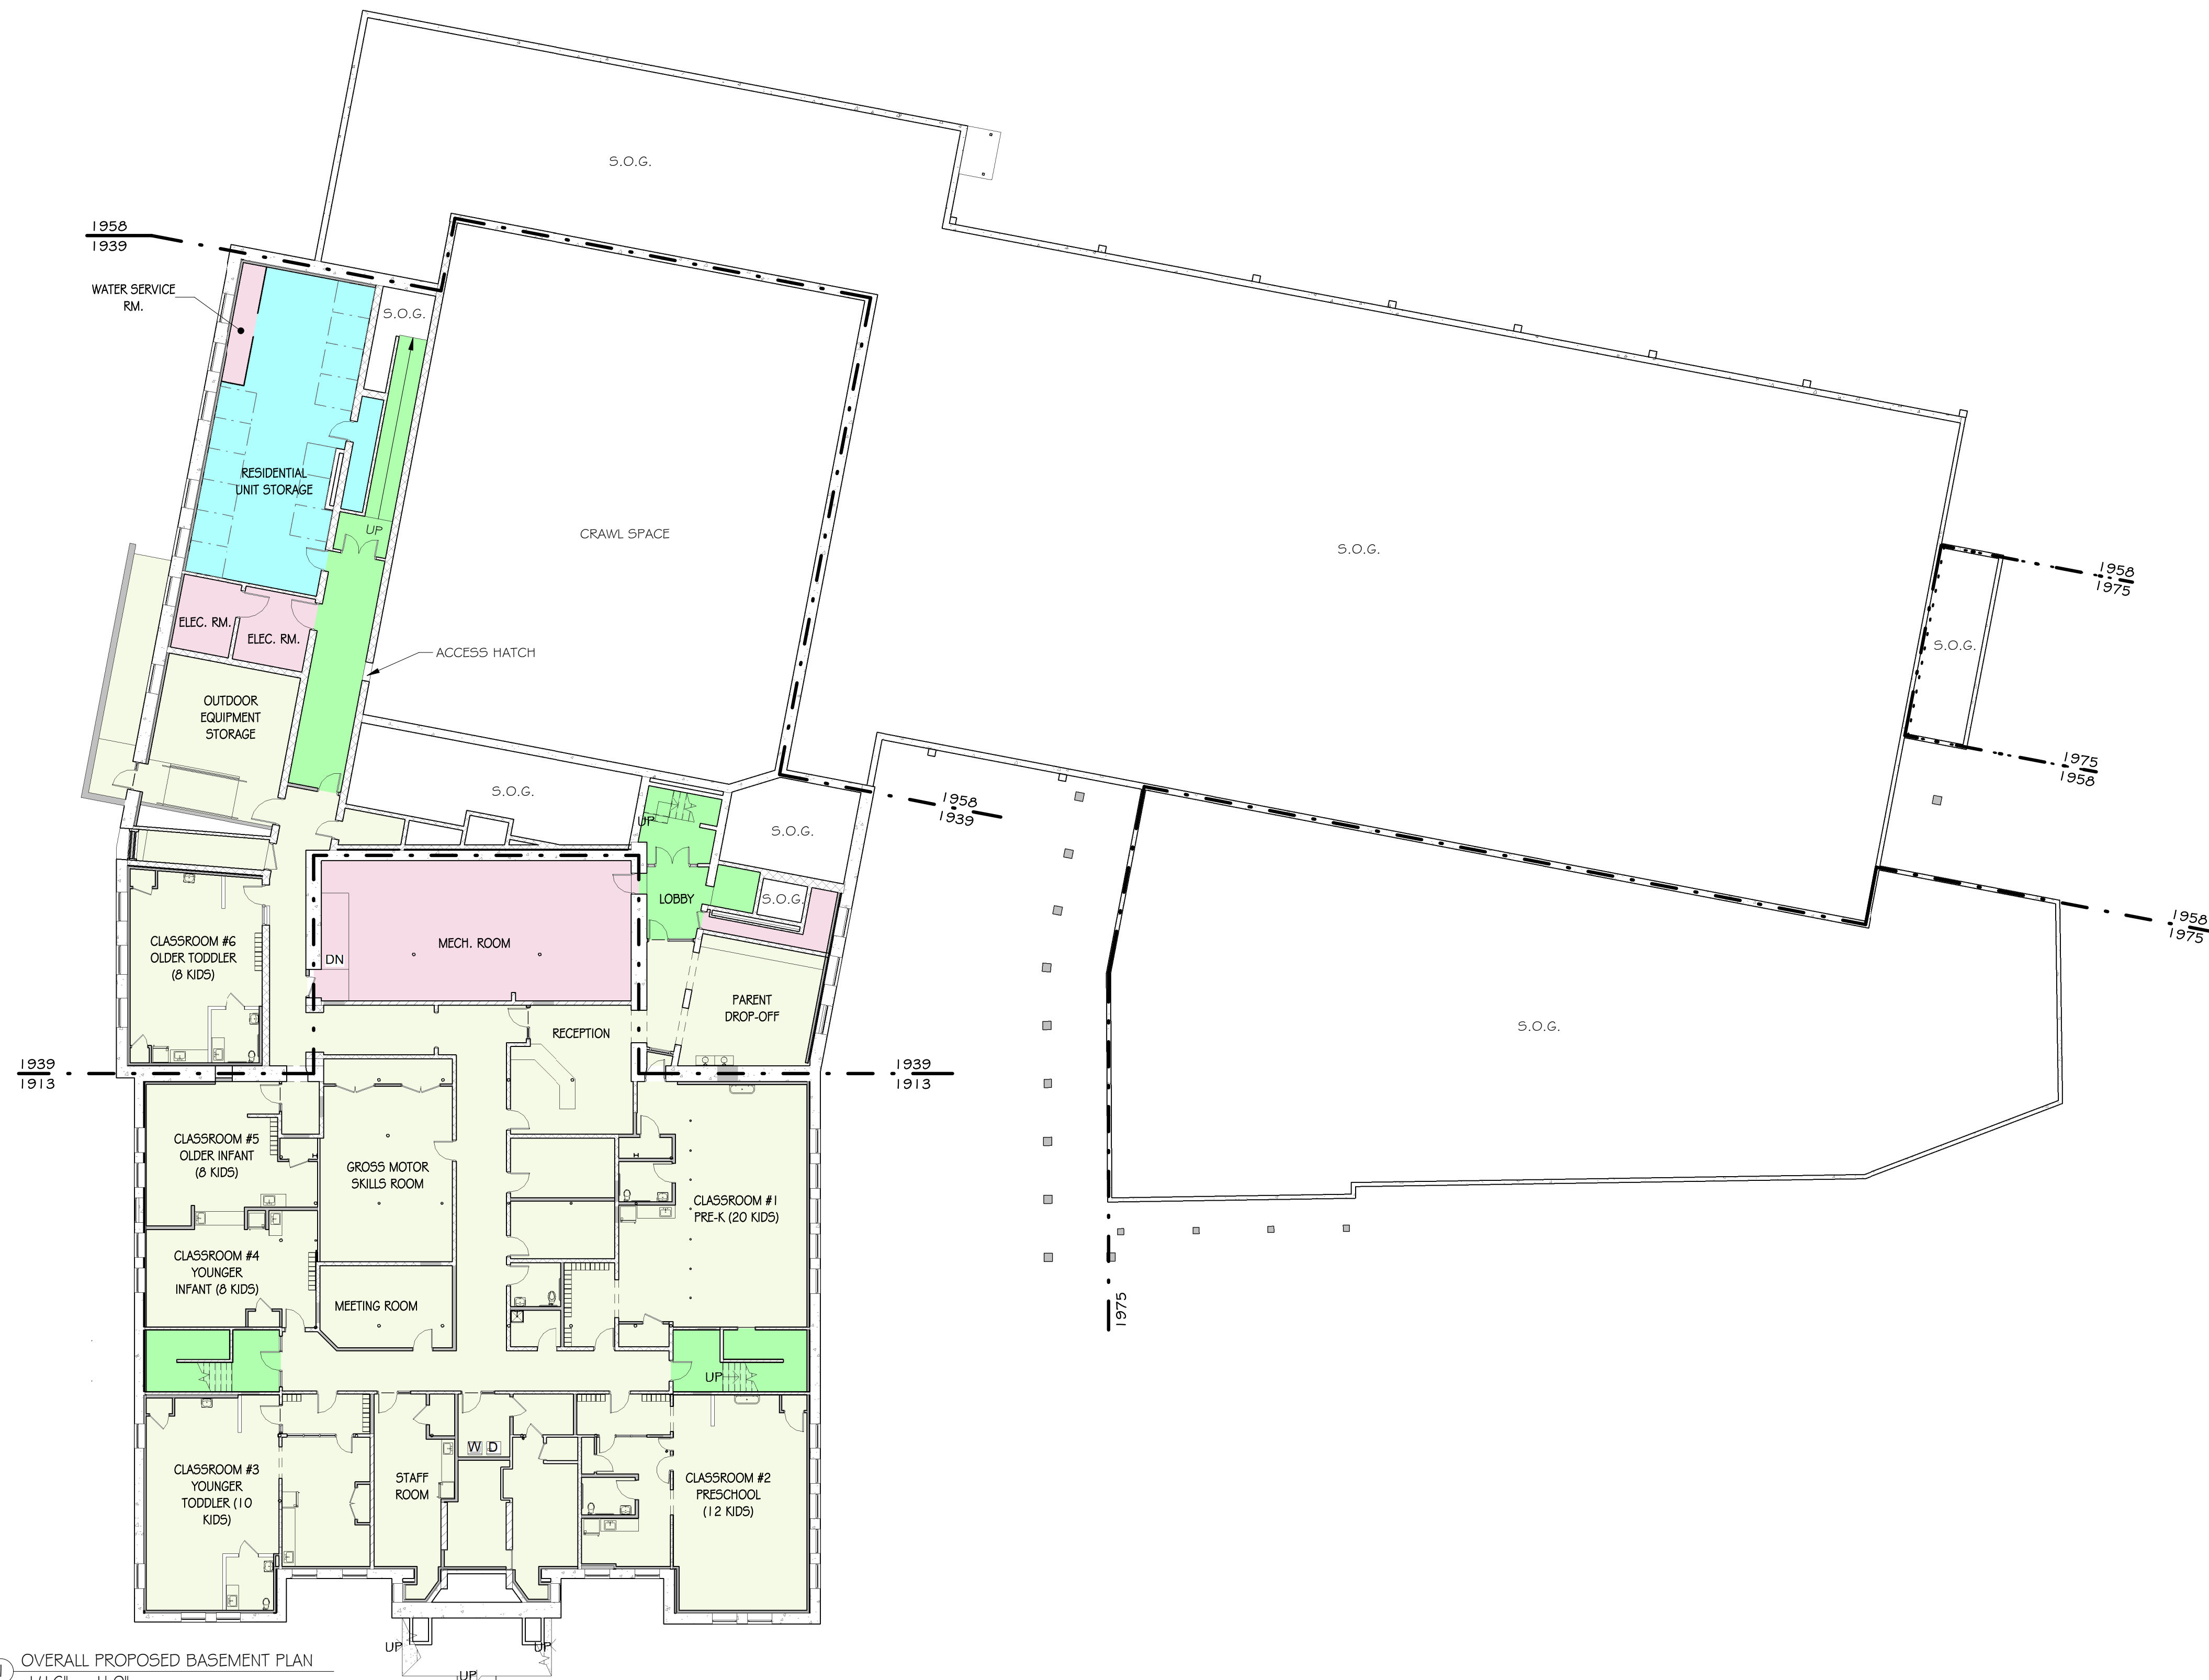 S.O.G.
1958
1939
WATER SERVICE
RM.
S.O.G.
RESIDENTIAL
UNIT STORAGE
UP
CRAWL SPACE
S.O.G.
1958
1975
S.O.G.
ELEC. RM.
ELEC. RM.
ACCESS HATCH
OUTDOOR
EQUIPMENT
STORAGE
1975
1958
S.O.G.
UP
1958
1939
S.O.G.
LOBBY
S.O.G.
1958
1975
CLASSROOM #6
OLDER TODDLER
(8 KIDS)
MECH. ROOM
DN
PARENT
DROP-OFF
RECEPTION
S.O.G.
1939
1913
1939
1913
CLASSROOM #5
OLDER INFANT
(8 KIDS)
GROSS MOTOR
SKILLS ROOM
CLASSROOM #1
PRE-K (20 KIDS)
CLASSROOM #4
YOUNGER
INFANT (8 KIDS)
MEETING ROOM
1975
UP
CLASSROOM #3
YOUNGER
TODDLER (10
KIDS)
STAFF
ROOM
W D
CLASSROOM #2
PRESCHOOL
(12 KIDS)
UP
UP
UP
OVERALL PROPOSED BASEMENT PLAN